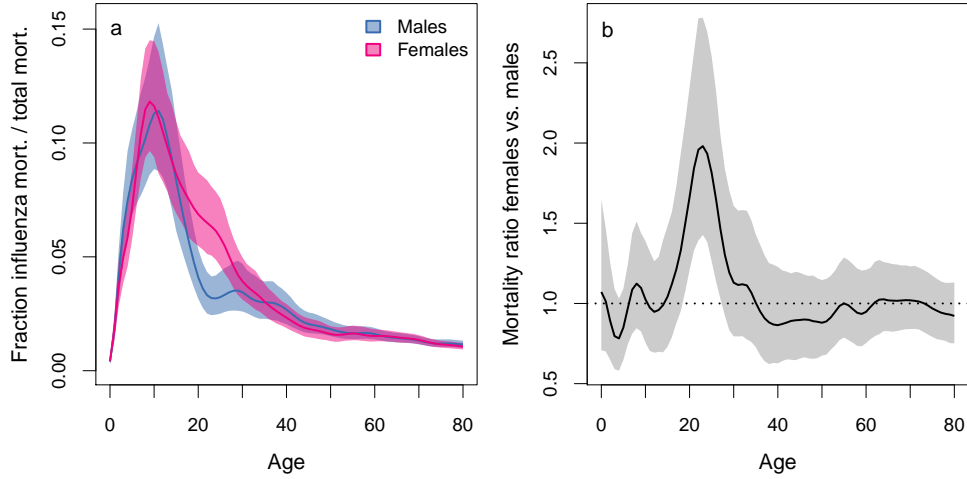 a
Males
Females
Fraction influenza mort. / total mort.
0.00
0.05
0.10
0.15
0
20
40
60
80
Age
b
Mortality ratio females vs. males
0.5
1.0
1.5
2.0
2.5
0
20
40
60
80
Age